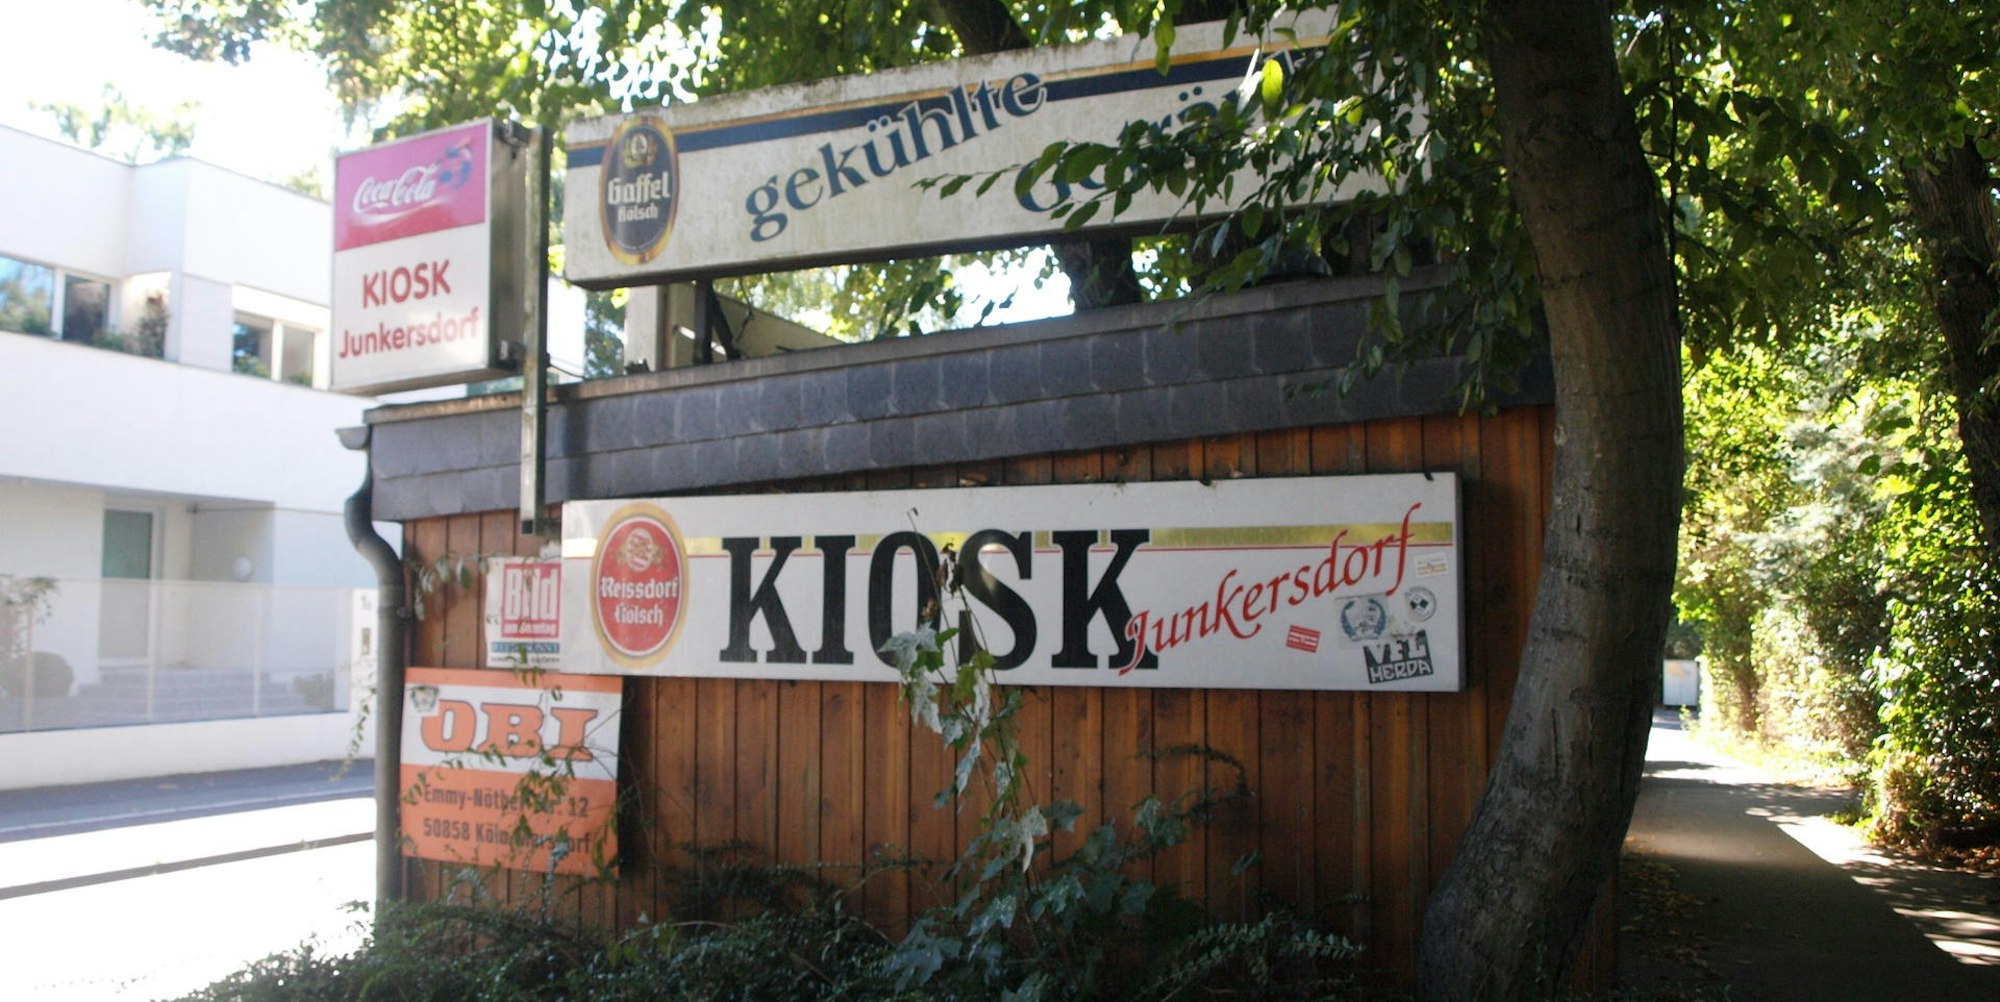 Coca-Cola
KIOSK
Junkersdorf
Gaffel
Kölsch
gekühlte
Bild
Reissdorf
Kölsch
KIOSK
Junkersdorf
VFL
HERDA
OBI
Emmy-Nöther-Str. 12
50858 Köln